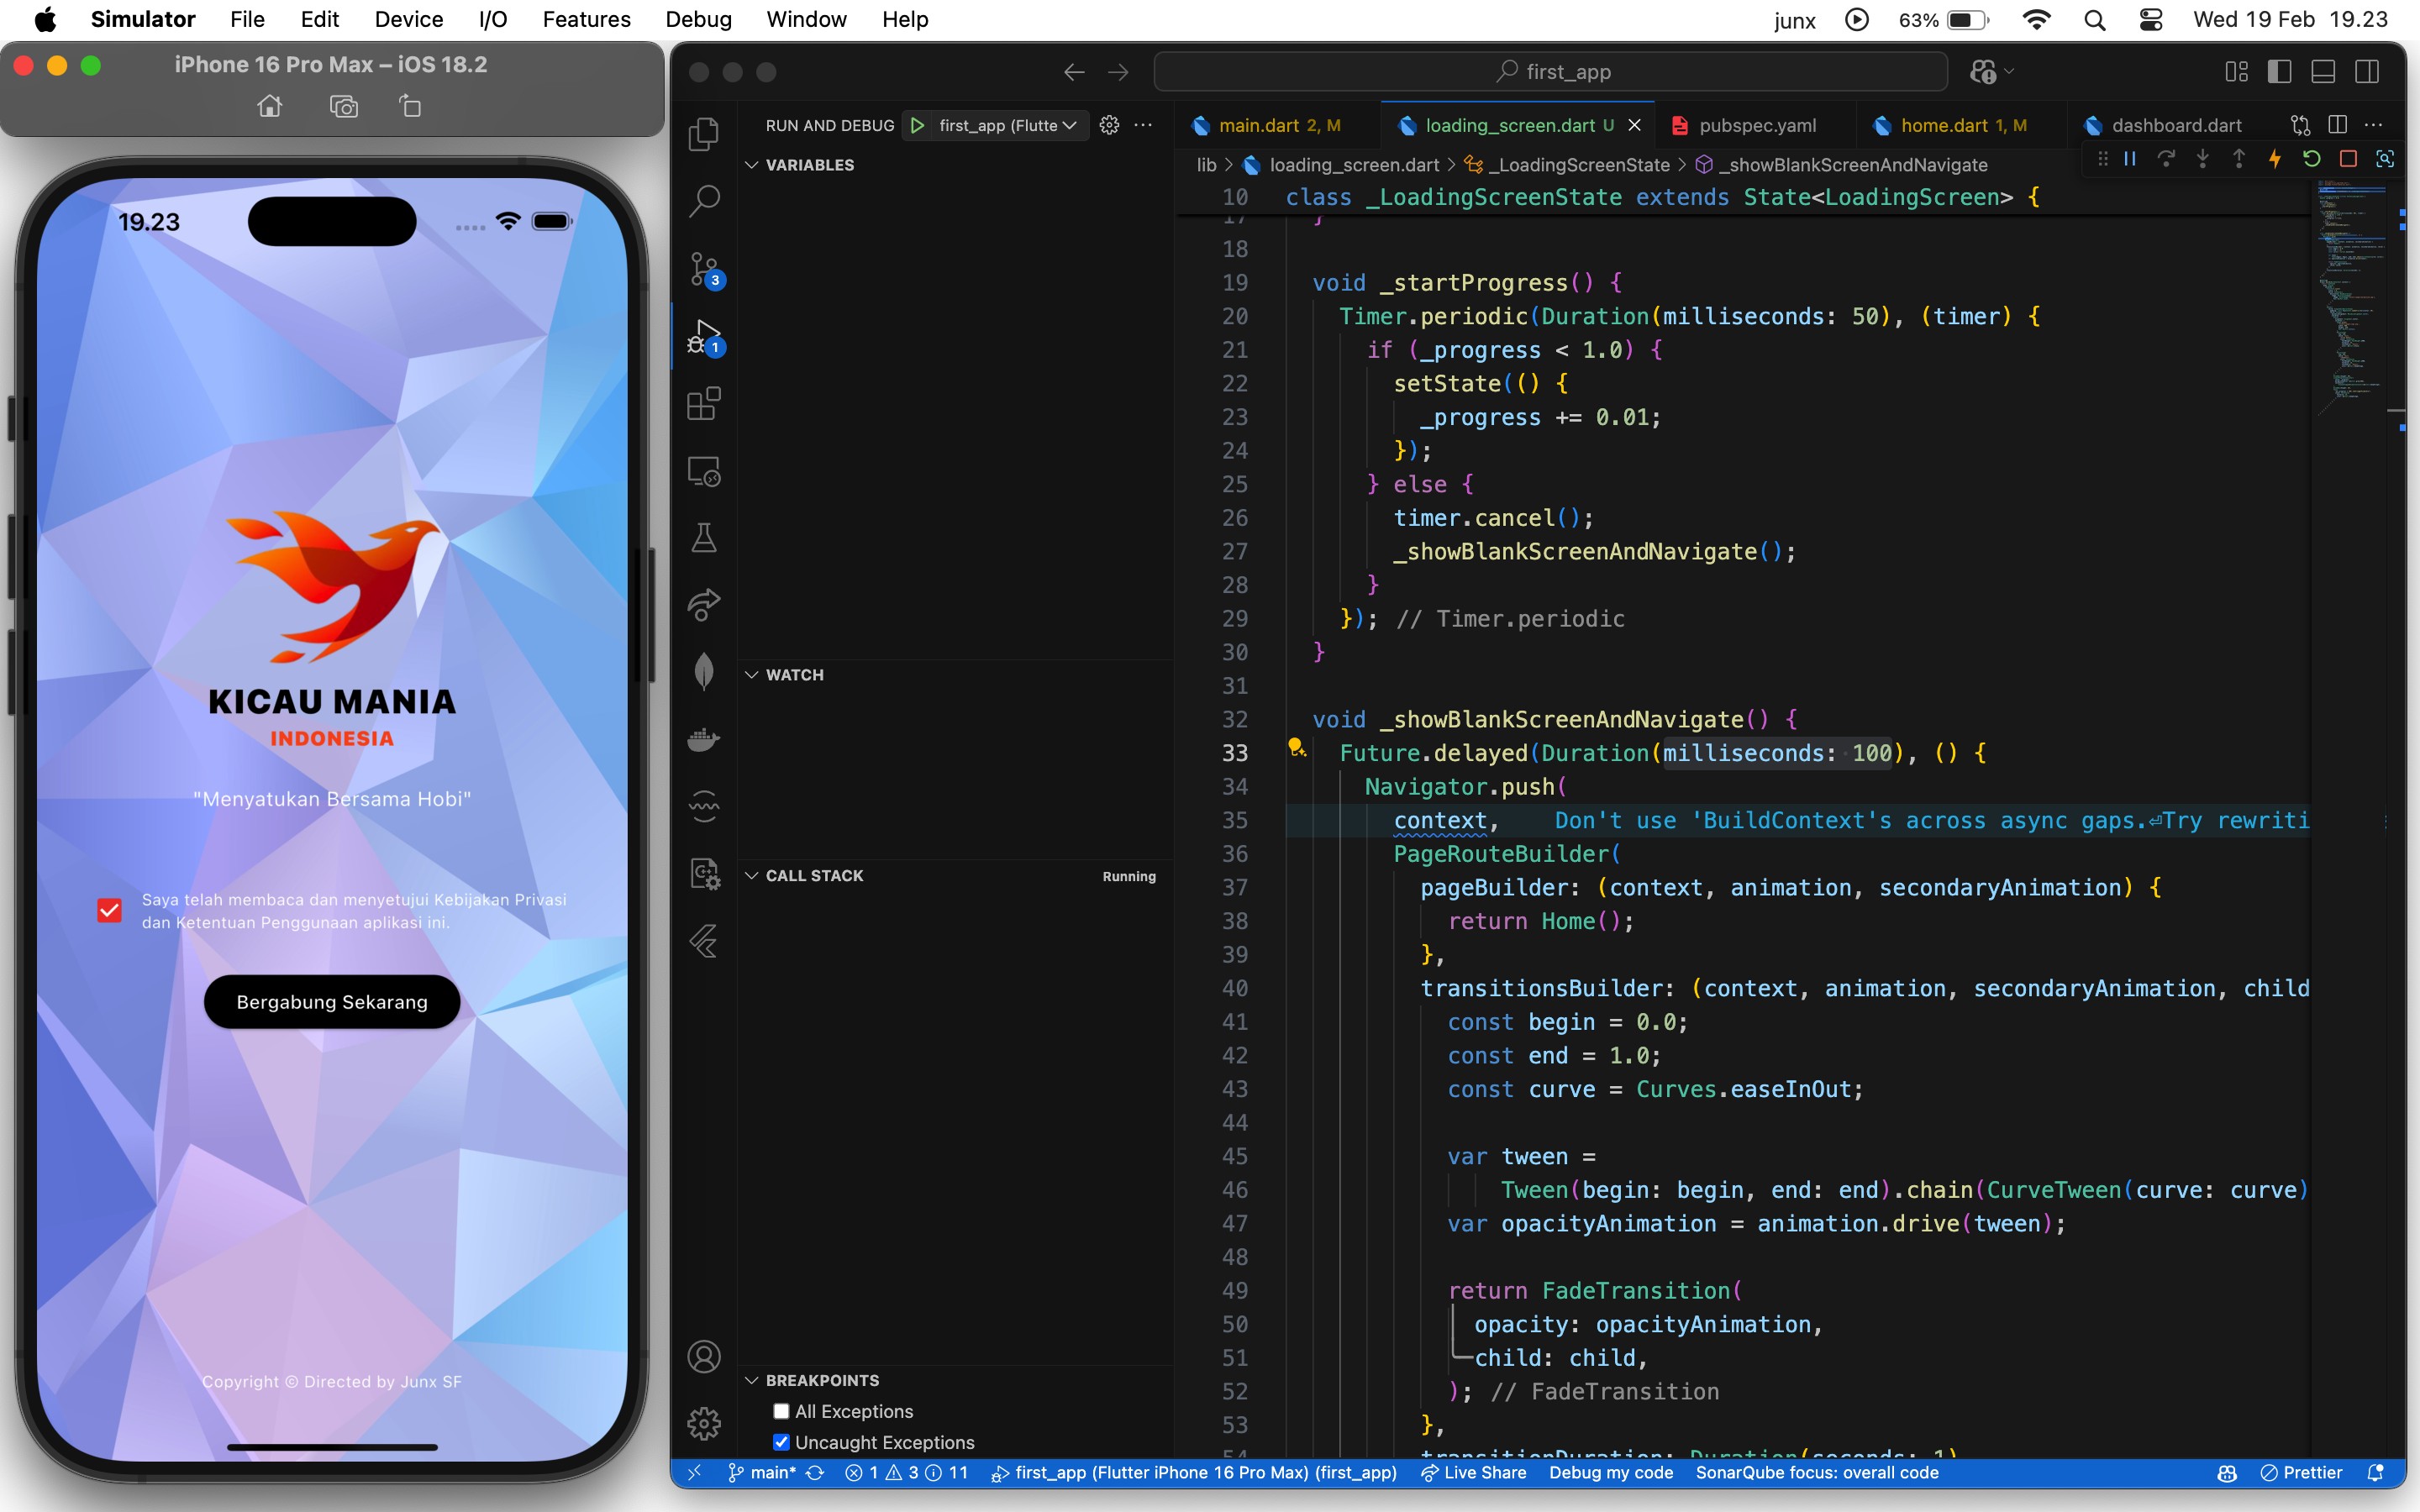 Simulator File Edit Device I/O Features Debug Window Help junx 63% Wed 19 Feb 19.23
iPhone 16 Pro Max – iOS 18.2
19.23
KICAU MANIA
INDONESIA
"Menyatukan Bersama Hobi"
Saya telah membaca dan menyetujui Kebijakan Privasi
dan Ketentuan Penggunaan aplikasi ini.
Bergabung Sekarang
Copyright © Directed by Junx SF
first_app
RUN AND DEBUG first_app (Flutte
VARIABLES
3
1
WATCH
CALL STACK Running
BREAKPOINTS
All Exceptions
Uncaught Exceptions
main.dart 2, M loading_screen.dart U pubspec.yaml home.dart 1, M dashboard.dart
lib > loading_screen.dart > _LoadingScreenState > _showBlankScreenAndNavigate
10 class _LoadingScreenState extends State<LoadingScreen> {
17 }
18
19 void _startProgress() {
20 Timer.periodic(Duration(milliseconds: 50), (timer) {
21 if (_progress < 1.0) {
22 setState(() {
23 _progress += 0.01;
24 });
25 } else {
26 timer.cancel();
27 _showBlankScreenAndNavigate();
28 }
29 }); // Timer.periodic
30 }
31
32 void _showBlankScreenAndNavigate() {
33 Future.delayed(Duration(milliseconds: 100), () {
34 Navigator.push(
35 context, Don't use 'BuildContext's across async gaps.⏎Try rewriti
36 PageRouteBuilder(
37 pageBuilder: (context, animation, secondaryAnimation) {
38 return Home();
39 },
40 transitionsBuilder: (context, animation, secondaryAnimation, child
41 const begin = 0.0;
42 const end = 1.0;
43 const curve = Curves.easeInOut;
44
45 var tween =
46 Tween(begin: begin, end: end).chain(CurveTween(curve: curve)
47 var opacityAnimation = animation.drive(tween);
48
49 return FadeTransition(
50 opacity: opacityAnimation,
51 child: child,
52 ); // FadeTransition
53 },
54 transitionDuration: Duration(seconds: 1)
main* 1 3 11 first_app (Flutter iPhone 16 Pro Max) (first_app) Live Share Debug my code SonarQube focus: overall code Prettier